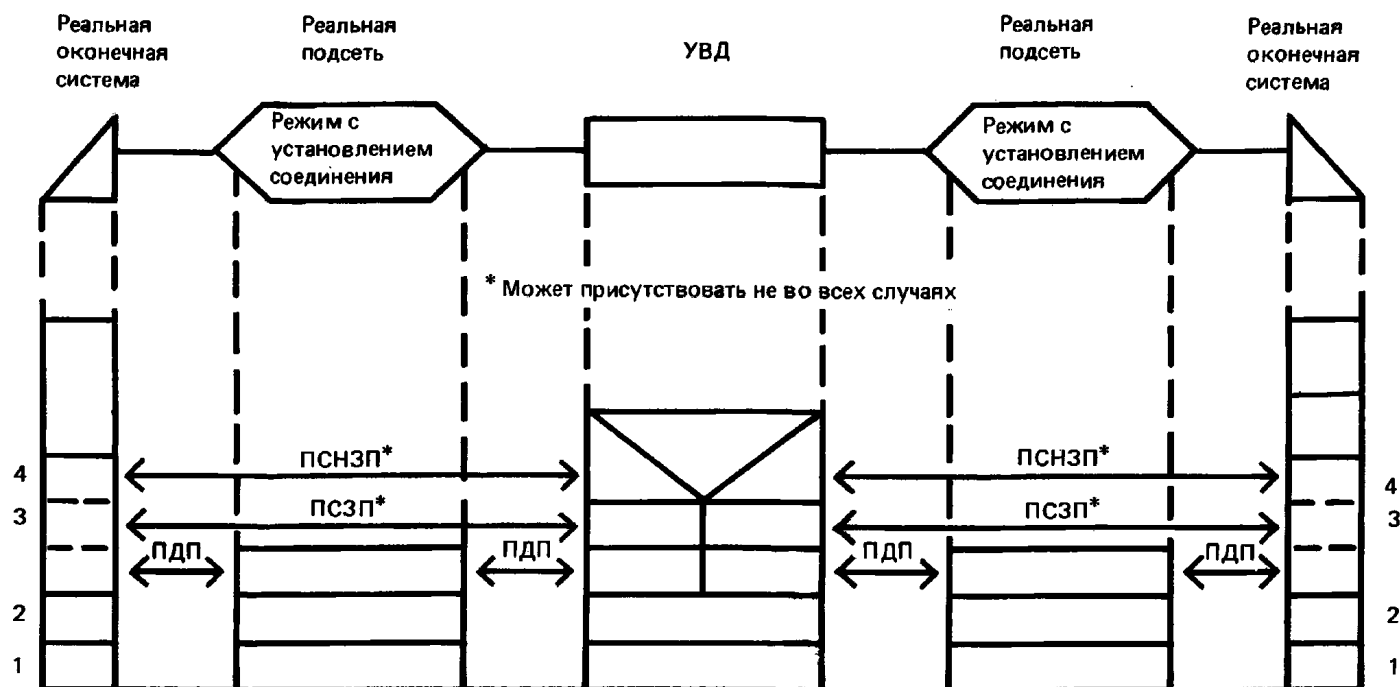 Реальная
оконечная
система
Реальная
подсеть
УВД
Реальная
подсеть
Реальная
оконечная
система
Режим с
установлением
соединения
Режим с
установлением
соединения
* Может присутствовать не во всех случаях
4
ПСНЗП*
ПСНЗП*
4
3
ПСЗП*
ПСЗП*
3
ПДП
ПДП
ПДП
ПДП
2
2
1
1